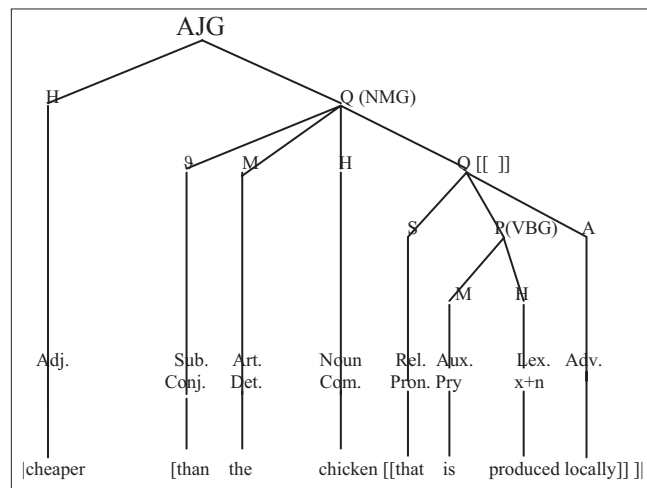 AJG
H Q (NMG)
ϑ M H Q [[ ]]
S P(VBG) A
M H
Adj. Sub. Art. Noun Rel. Aux. Lex. Adv.
Conj. Det. Com. Pron. Pry x+n
|cheaper [than the chicken [[that is produced locally]] ]|